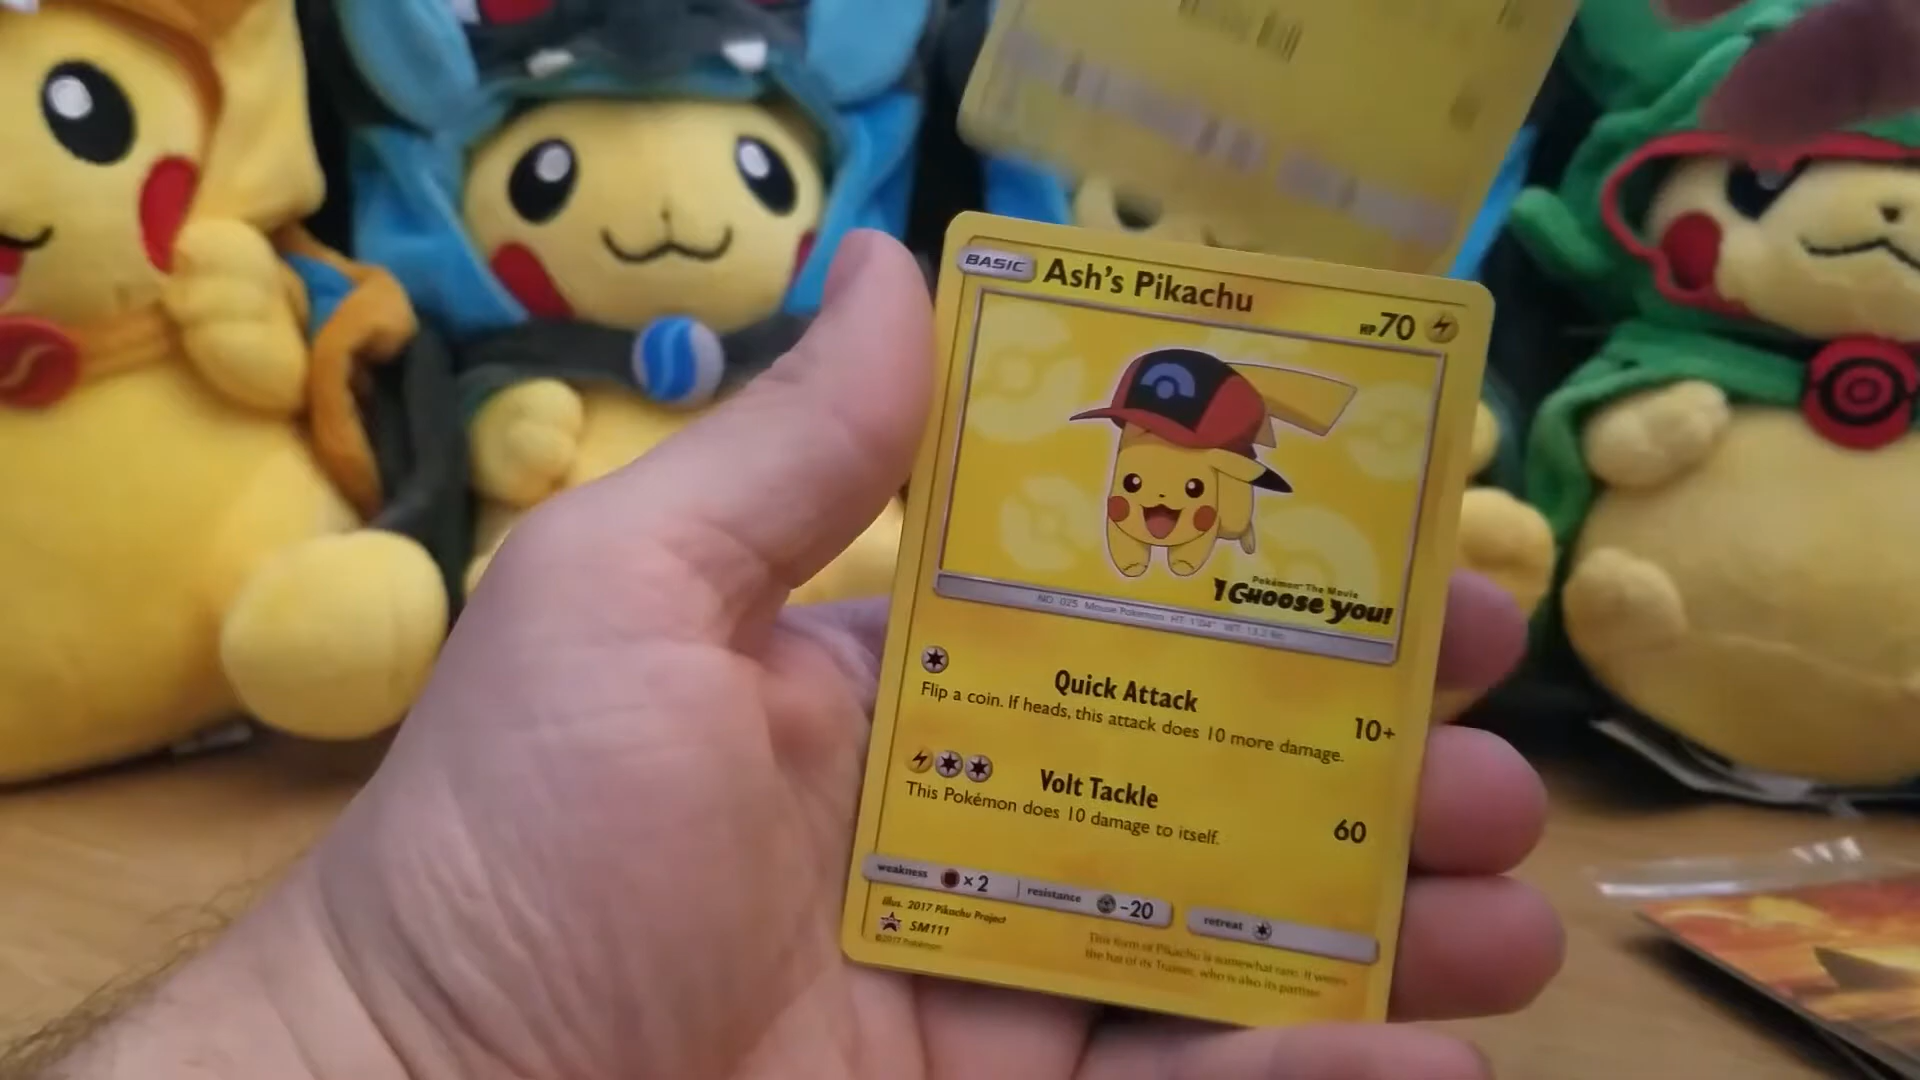 BASIC Ash's Pikachu HP 70
Pokémon The Movie
I Choose You!
NO. 025 Mouse Pokémon HT: 1'04" WT: 13.2 lbs.
Quick Attack 10+
Flip a coin. If heads, this attack does 10 more damage.
Volt Tackle 60
This Pokémon does 10 damage to itself.
weakness ×2 resistance -20 retreat
Illus. 2017 Pikachu Project
SM111
©2017 Pokémon
This form of Pikachu is somewhat rare. It wears
the hat of its Trainer, who is also its partner.